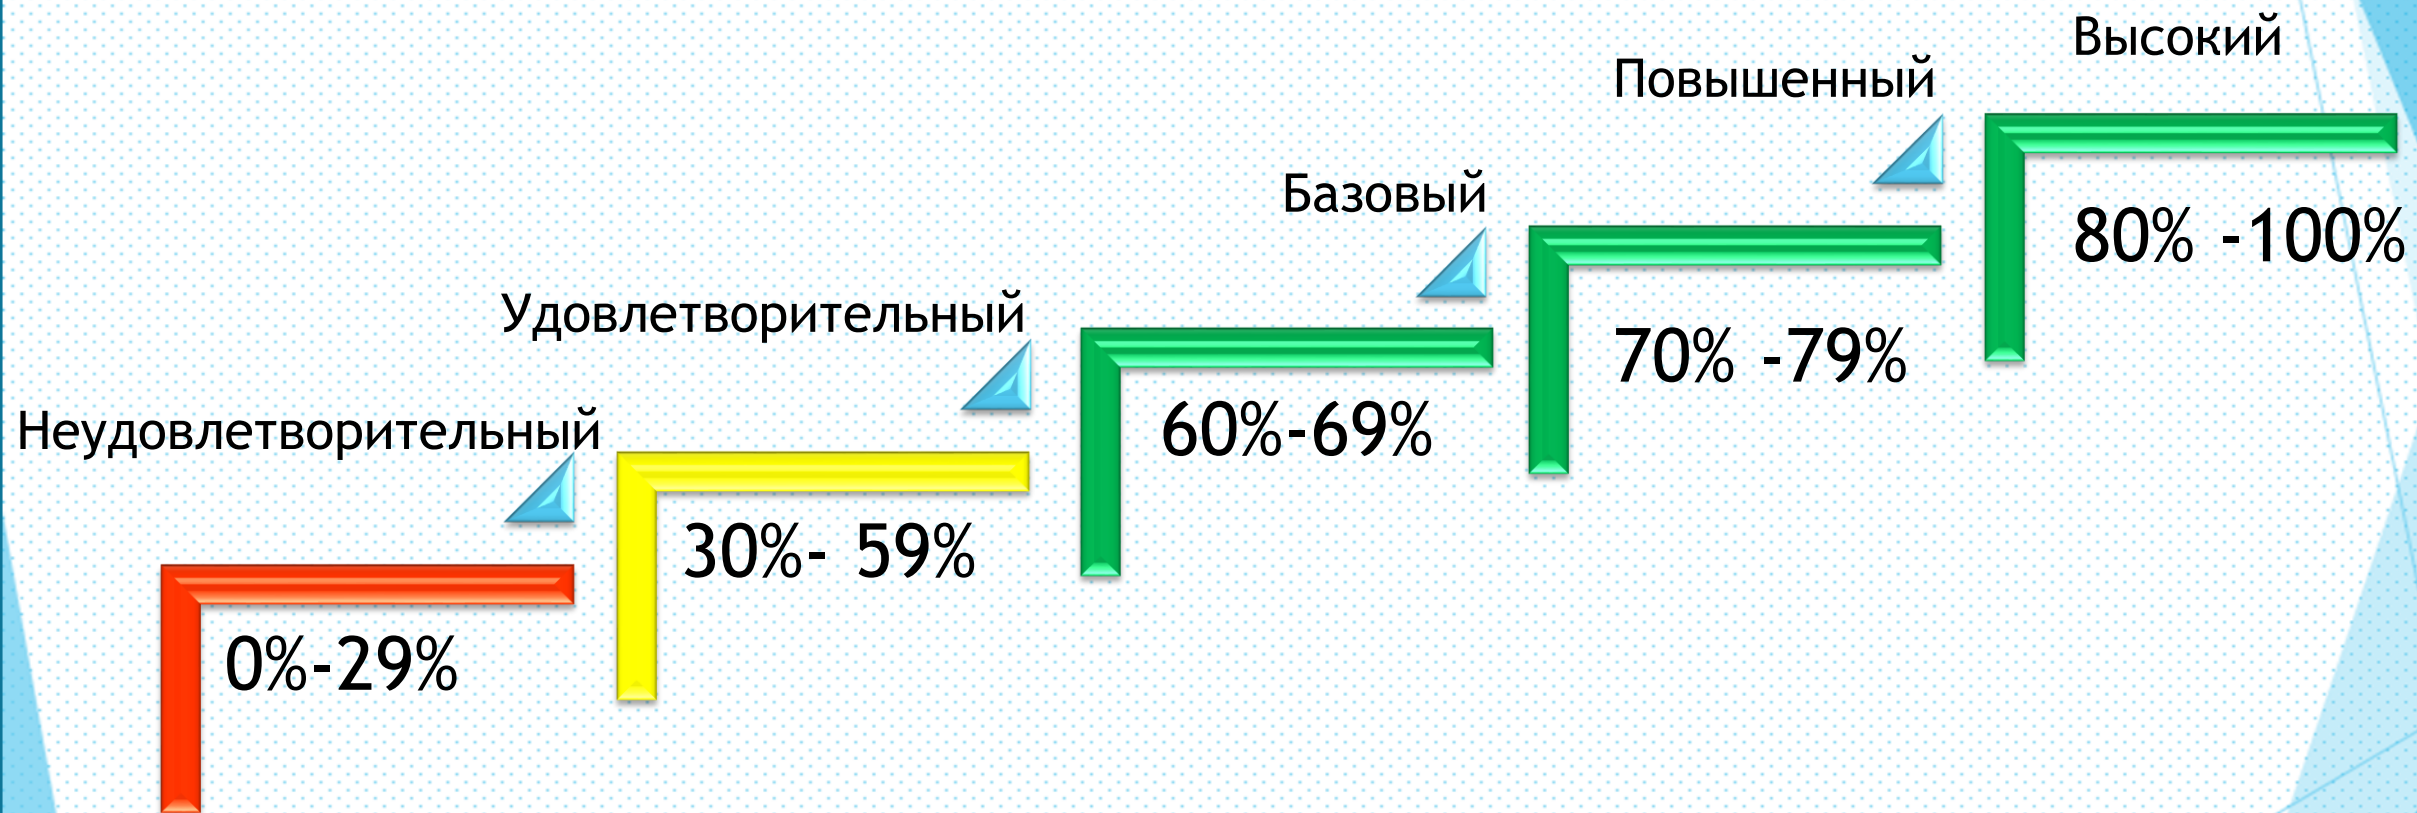 Неудовлетворительный
0%-29%
Удовлетворительный
30%- 59%
Базовый
60%-69%
Повышенный
70% -79%
Высокий
80% -100%